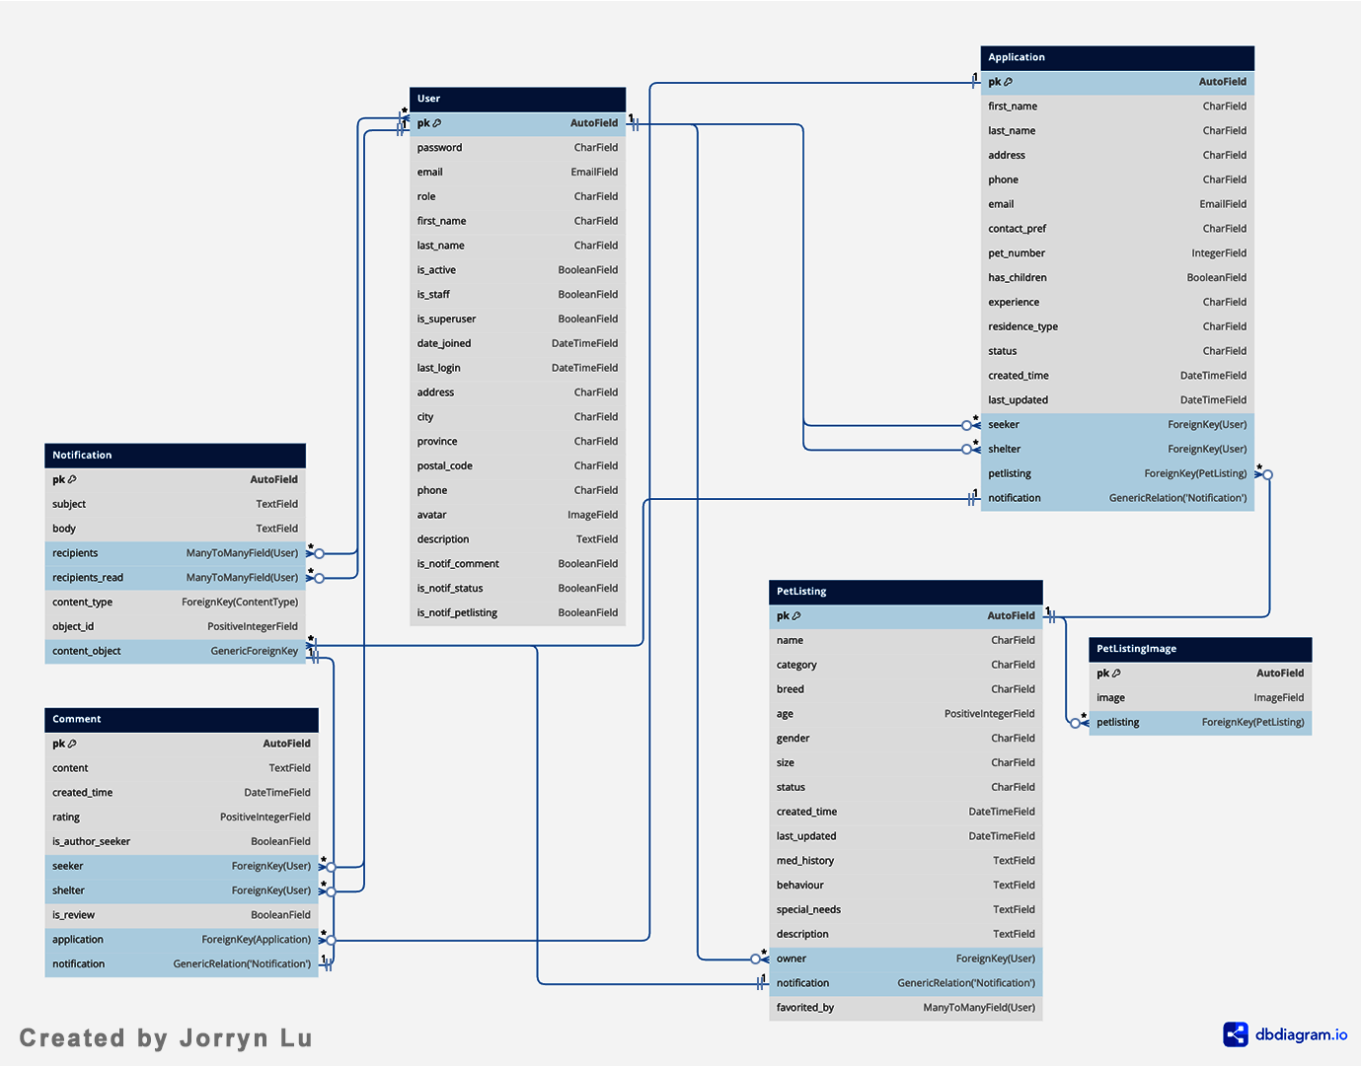 User
pk AutoField
password CharField
email EmailField
role CharField
first_name CharField
last_name CharField
is_active BooleanField
is_staff BooleanField
is_superuser BooleanField
date_joined DateTimeField
last_login DateTimeField
address CharField
city CharField
province CharField
postal_code CharField
phone CharField
avatar ImageField
description TextField
is_notif_comment BooleanField
is_notif_status BooleanField
is_notif_petlisting BooleanField
* 1 1
Application
pk AutoField
first_name CharField
last_name CharField
address CharField
phone CharField
email EmailField
contact_pref CharField
pet_number IntegerField
has_children BooleanField
experience CharField
residence_type CharField
status CharField
created_time DateTimeField
last_updated DateTimeField
seeker ForeignKey(User)
shelter ForeignKey(User)
petlisting ForeignKey(PetListing)
notification GenericRelation('Notification')
1 * * * 1
Notification
pk AutoField
subject TextField
body TextField
recipients ManyToManyField(User) *
recipients_read ManyToManyField(User) *
content_type ForeignKey(ContentType)
object_id PositiveIntegerField
content_object GenericForeignKey * 1
Comment
pk AutoField
content TextField
created_time DateTimeField
rating PositiveIntegerField
is_author_seeker BooleanField
seeker ForeignKey(User) *
shelter ForeignKey(User) *
is_review BooleanField
application ForeignKey(Application) *
notification GenericRelation('Notification') 1
PetListing
pk AutoField 1
name CharField
category CharField
breed CharField
age PositiveIntegerField
gender CharField
size CharField
status CharField
created_time DateTimeField
last_updated DateTimeField
med_history TextField
behaviour TextField
special_needs TextField
description TextField
* owner ForeignKey(User)
1 notification GenericRelation('Notification')
favorited_by ManyToManyField(User)
PetListingImage
pk AutoField
image ImageField
* petlisting ForeignKey(PetListing)
Created by Jorryn Lu
dbdiagram.io